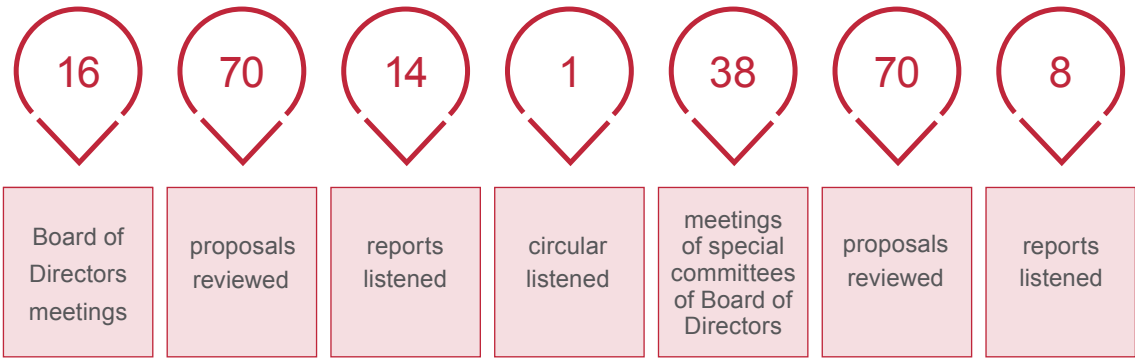 16
70
14
1
38
70
8
Board of
Directors
meetings
proposals
reviewed
reports
listened
circular
listened
meetings
of special
committees
of Board of
Directors
proposals
reviewed
reports
listened